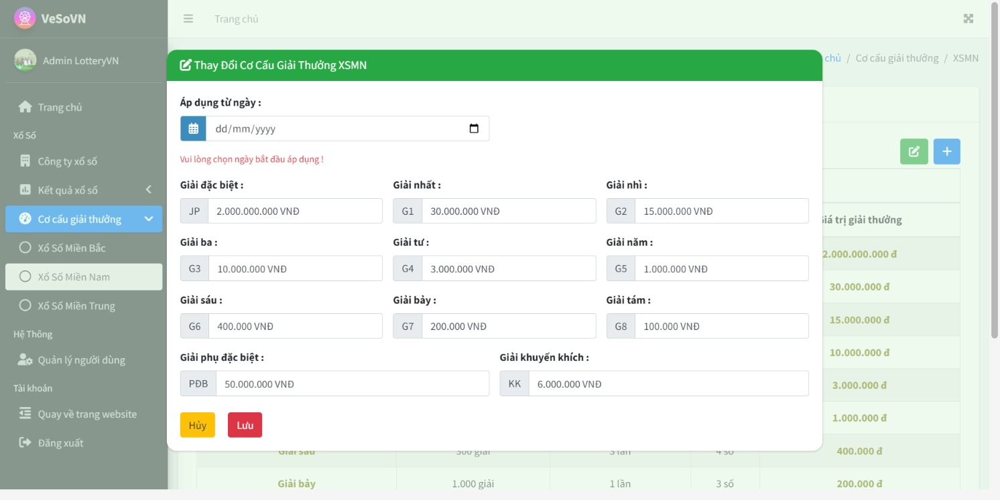 VeSoVN
Trang chủ
Admin LotteryVN
Trang chủ
Xổ Số
Công ty xổ số
Kết quả xổ số
Cơ cấu giải thưởng
Xổ Số Miền Bắc
Xổ Số Miền Nam
Xổ Số Miền Trung
Hệ Thông
Quản lý người dùng
Tài khoản
Quay về trang website
Đăng xuất
chủ / Cơ cấu giải thưởng / XSMN
Thay Đổi Cơ Cấu Giải Thưởng XSMN
Áp dụng từ ngày :
dd/mm/yyyy
Vui lòng chọn ngày bắt đầu áp dụng !
Giải đặc biệt : Giải nhất : Giải nhì :
JP 2.000.000.000 VNĐ G1 30.000.000 VNĐ G2 15.000.000 VNĐ
Giải ba : Giải tư : Giải năm :
G3 10.000.000 VNĐ G4 3.000.000 VNĐ G5 1.000.000 VNĐ
Giải sáu : Giải bảy : Giải tám :
G6 400.000 VNĐ G7 200.000 VNĐ G8 100.000 VNĐ
Giải phụ đặc biệt : Giải khuyến khích :
PĐB 50.000.000 VNĐ KK 6.000.000 VNĐ
Hủy Lưu
trị giải thưởng
2.000.000.000 đ
30.000.000 đ
15.000.000 đ
10.000.000 đ
3.000.000 đ
1.000.000 đ
Giải sáu 300 giải 3 lần 4 số 400.000 đ
Giải bảy 1.000 giải 1 lần 3 số 200.000 đ